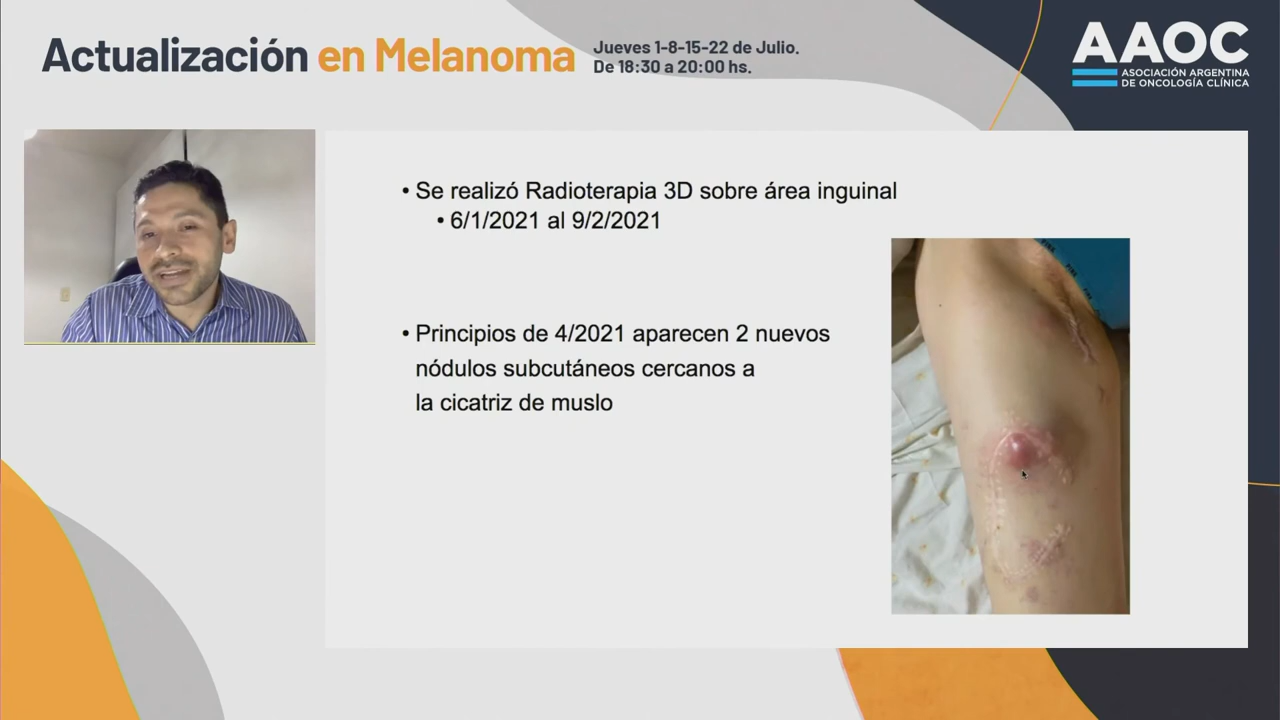 Actualización en Melanoma
Jueves 1-8-15-22 de Julio.
De 18:30 a 20:00 hs.
AAOC
ASOCIACIÓN ARGENTINA
DE ONCOLOGÍA CLÍNICA
• Se realizó Radioterapia 3D sobre área inguinal
• 6/1/2021 al 9/2/2021
• Principios de 4/2021 aparecen 2 nuevos
nódulos subcutáneos cercanos a
la cicatriz de muslo